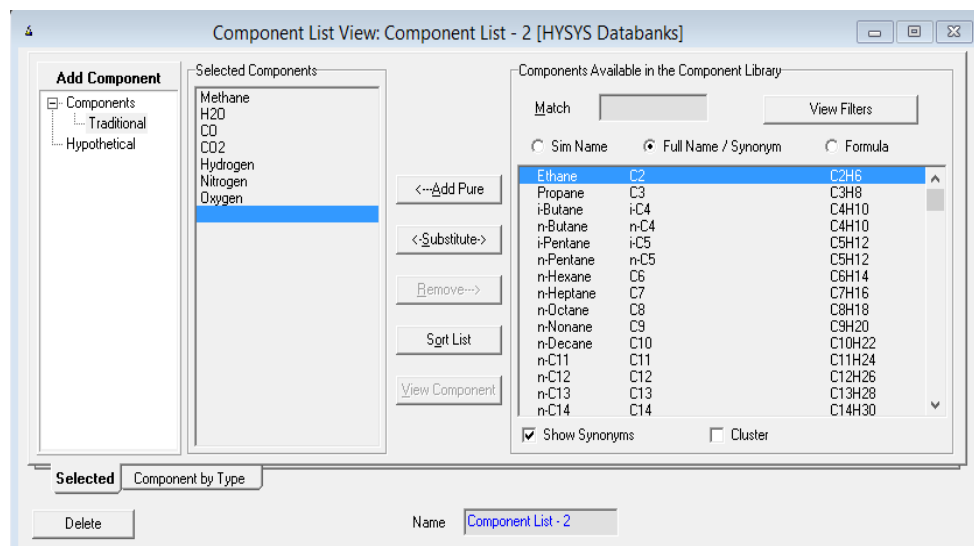 Component List View: Component List - 2 [HYSYS Databanks]
Add Component
Components
Traditional
Hypothetical
Selected Components
Methane
H2O
CO
CO2
Hydrogen
Nitrogen
Oxygen
<---Add Pure
<-Substitute->
Remove--->
Sort List
View Component
Components Available in the Component Library
Match
View Filters
Sim Name Full Name / Synonym Formula
Ethane C2 C2H6
Propane C3 C3H8
i-Butane i-C4 C4H10
n-Butane n-C4 C4H10
i-Pentane i-C5 C5H12
n-Pentane n-C5 C5H12
n-Hexane C6 C6H14
n-Heptane C7 C7H16
n-Octane C8 C8H18
n-Nonane C9 C9H20
n-Decane C10 C10H22
n-C11 C11 C11H24
n-C12 C12 C12H26
n-C13 C13 C13H28
n-C14 C14 C14H30
Show Synonyms Cluster
Selected Component by Type
Delete Name Component List - 2